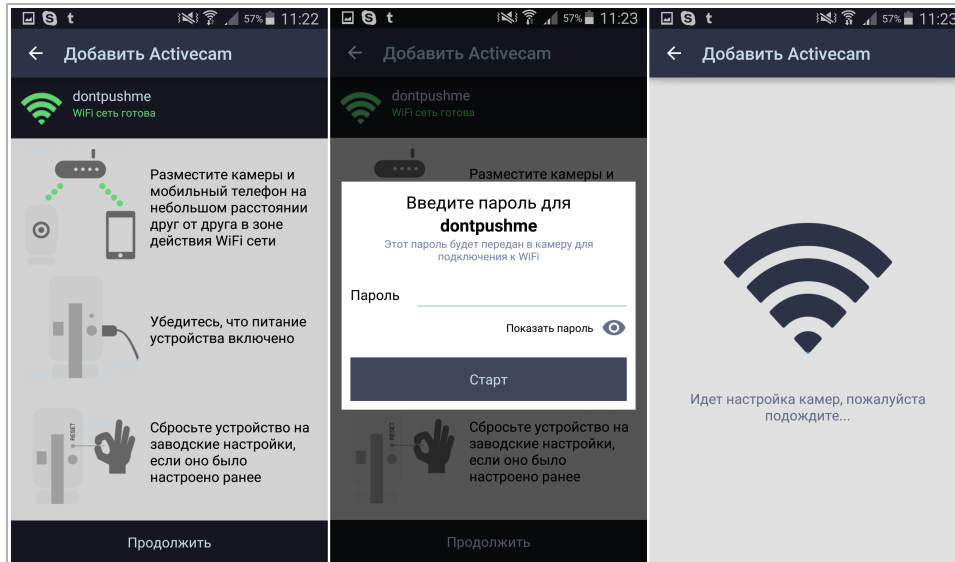 t 57% 11:22
Добавить Activecam
dontpushme
WiFi сеть готова
Разместите камеры и
мобильный телефон на
небольшом расстоянии
друг от друга в зоне
действия WiFi сети
Убедитесь, что питание
устройства включено
RESET
Сбросьте устройство на
заводские настройки,
если оно было
настроено ранее
Продолжить
t 57% 11:23
Добавить Activecam
dontpushme
WiFi сеть готова
Разместите камеры и
Введите пароль для
dontpushme
Этот пароль будет передан в камеру для
подключения к WiFi
Пароль
Показать пароль
Старт
RESET
Сбросьте устройство на
заводские настройки,
если оно было
настроено ранее
Продолжить
t 57% 11:23
Добавить Activecam
Идет настройка камер, пожалуйста
подождите...